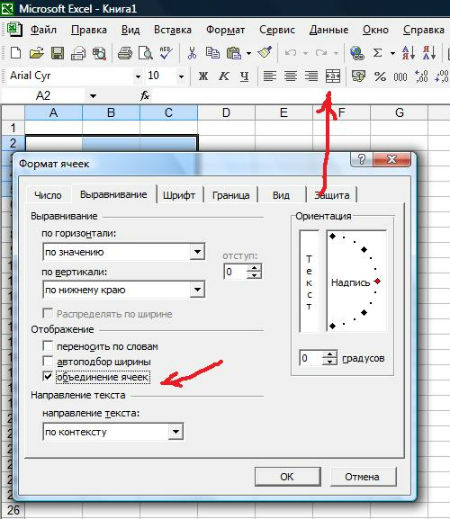 Microsoft Excel - Книга1
Файл Правка Вид Вставка Формат Сервис Данные Окно Справка
Arial Cyr 10 Ж К Ч % 000
A2 fx
A B C D E F G
1
2
Формат ячеек
Число Выравнивание Шрифт Граница Вид Защита
Выравнивание
по горизонтали:
по значению
отступ:
по вертикали:
0
по нижнему краю
Распределять по ширине
Отображение
переносить по словам
автоподбор ширины
объединение ячеек
Направление текста
направление текста:
по контексту
Ориентация
Текст
Надпись
0 градусов
ОК Отмена
26